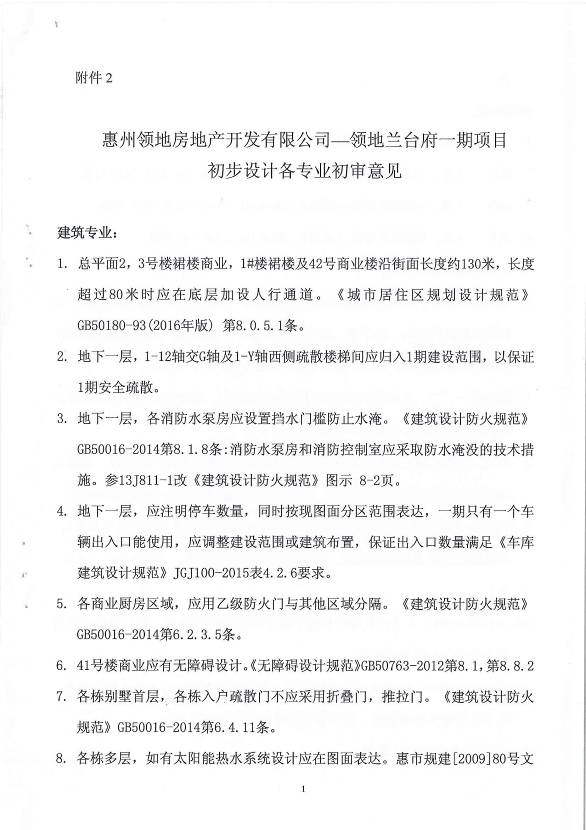 附件2
惠州领地房地产开发有限公司—领地兰台府一期项目
初步设计各专业初审意见
建筑专业：
1. 总平面2，3号楼裙楼商业，1#楼裙楼及42号商业楼沿街面长度约130米，长度
超过80米时应在底层加设人行通道。《城市居住区规划设计规范》
GB50180-93(2016年版) 第8.0.5.1条。
2. 地下一层，1-12轴交G轴及1-Y轴西侧疏散楼梯间应归入1期建设范围，以保证
1期安全疏散。
3. 地下一层，各消防水泵房应设置挡水门槛防止水淹。《建筑设计防火规范》
GB50016-2014第8.1.8条:消防水泵房和消防控制室应采取防水淹没的技术措
施。参13J811-1改《建筑设计防火规范》图示 8-2页。
4. 地下一层，应注明停车数量，同时按现图面分区范围表达，一期只有一个车
辆出入口能使用，应调整建设范围或建筑布置，保证出入口数量满足《车库
建筑设计规范》JGJ100-2015表4.2.6要求。
5. 各商业厨房区域，应用乙级防火门与其他区域分隔。《建筑设计防火规范》
GB50016-2014第6.2.3.5条。
6. 41号楼商业应有无障碍设计。《无障碍设计规范》GB50763-2012第8.1，第8.8.2
7. 各栋别墅首层，各栋入户疏散门不应采用折叠门，推拉门。《建筑设计防火
规范》GB50016-2014第6.4.11条。
8. 各栋多层，如有太阳能热水系统设计应在图面表达。惠市规建[2009]80号文
1